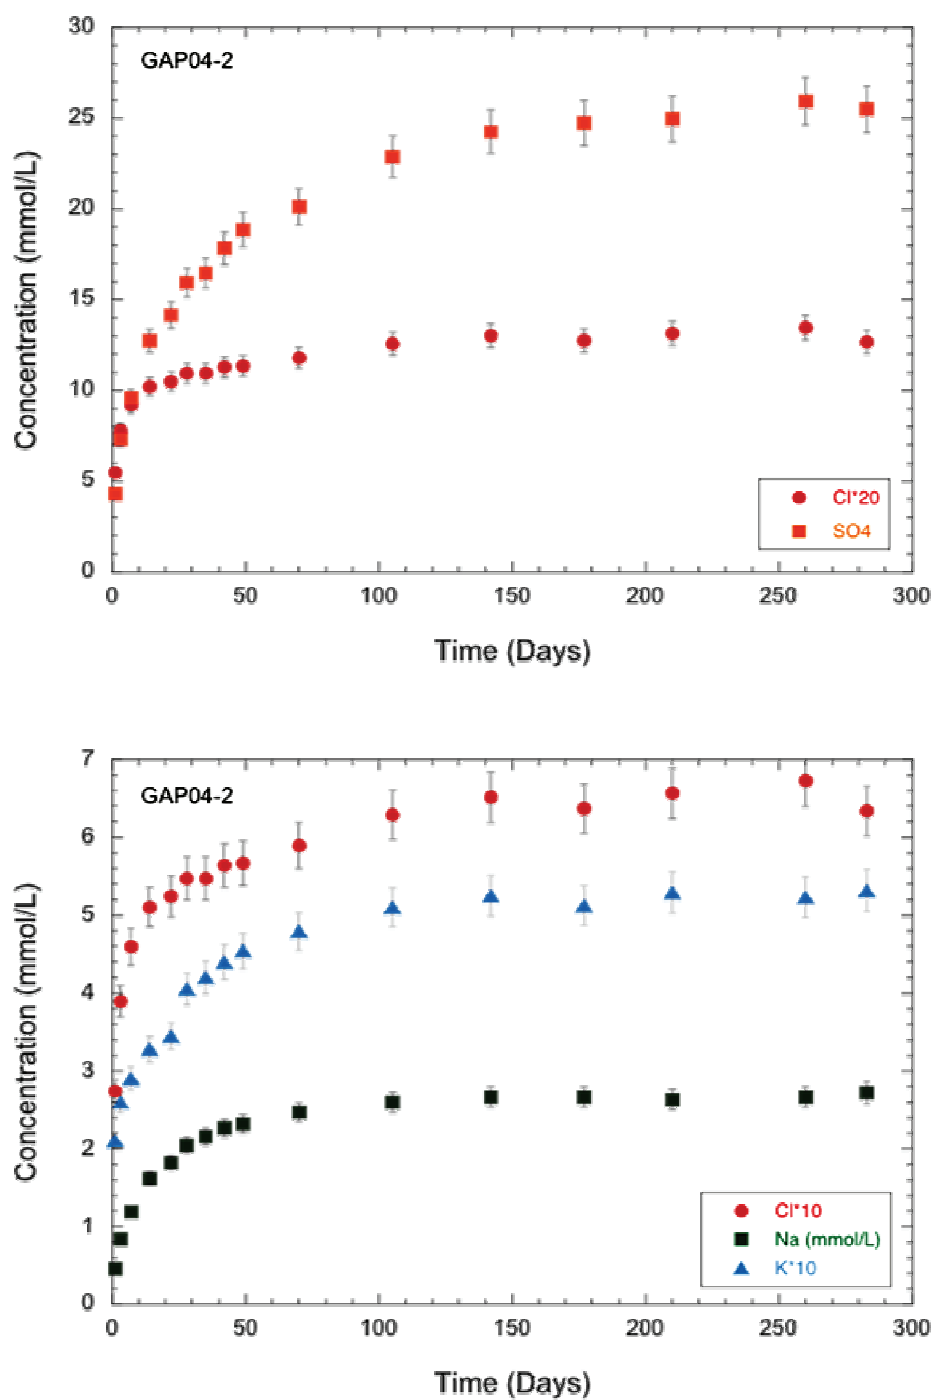 GAP04-2
Concentration (mmol/L)
30
25
20
15
10
5
0
Cl*20
SO4
0 50 100 150 200 250 300
Time (Days)
GAP04-2
Concentration (mmol/L)
7
6
5
4
3
2
1
0
Cl*10
Na (mmol/L)
K*10
0 50 100 150 200 250 300
Time (Days)